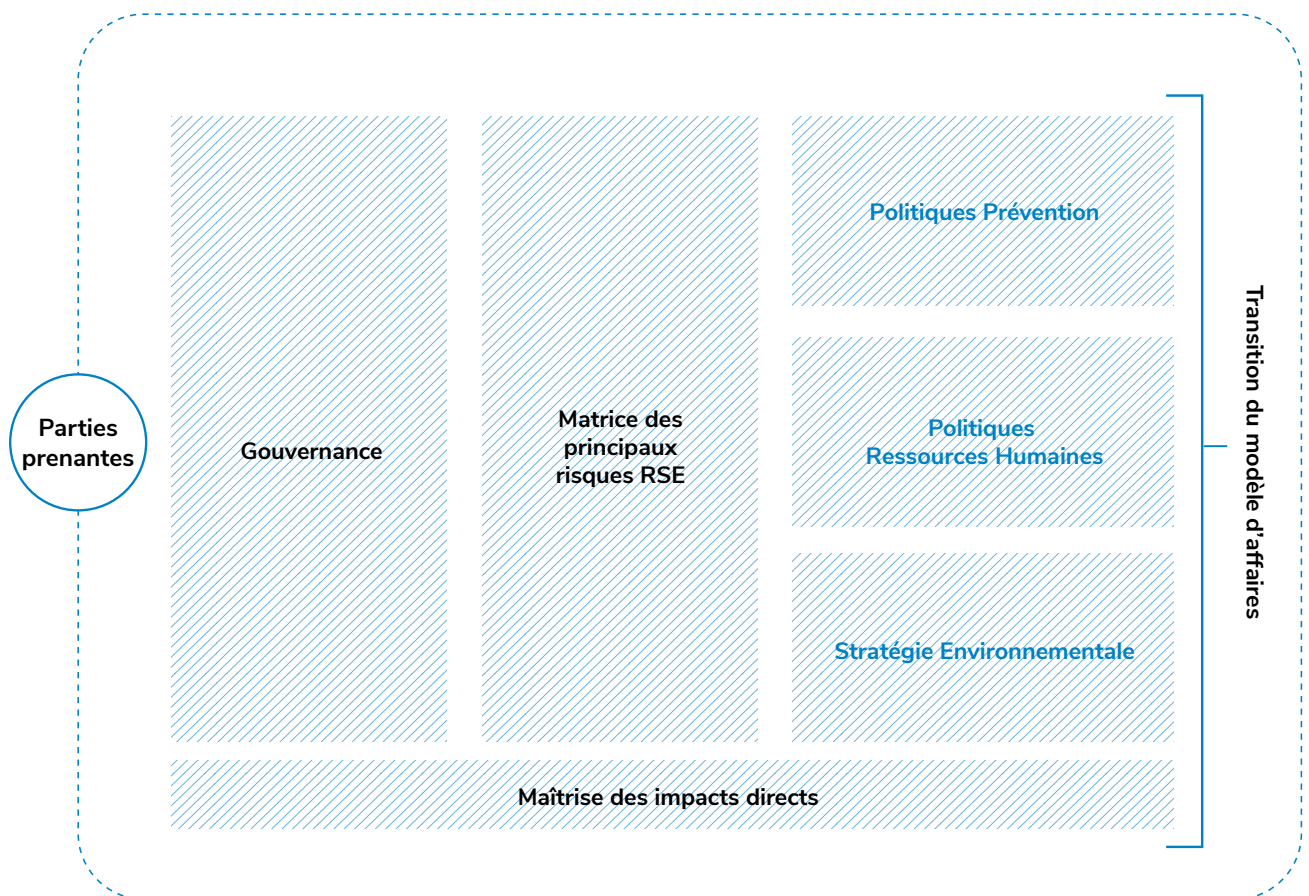 Parties
prenantes
Gouvernance
Matrice des
principaux
risques RSE
Politiques Prévention
Politiques
Ressources Humaines
Stratégie Environnementale
Maîtrise des impacts directs
Transition du modèle d'affaires